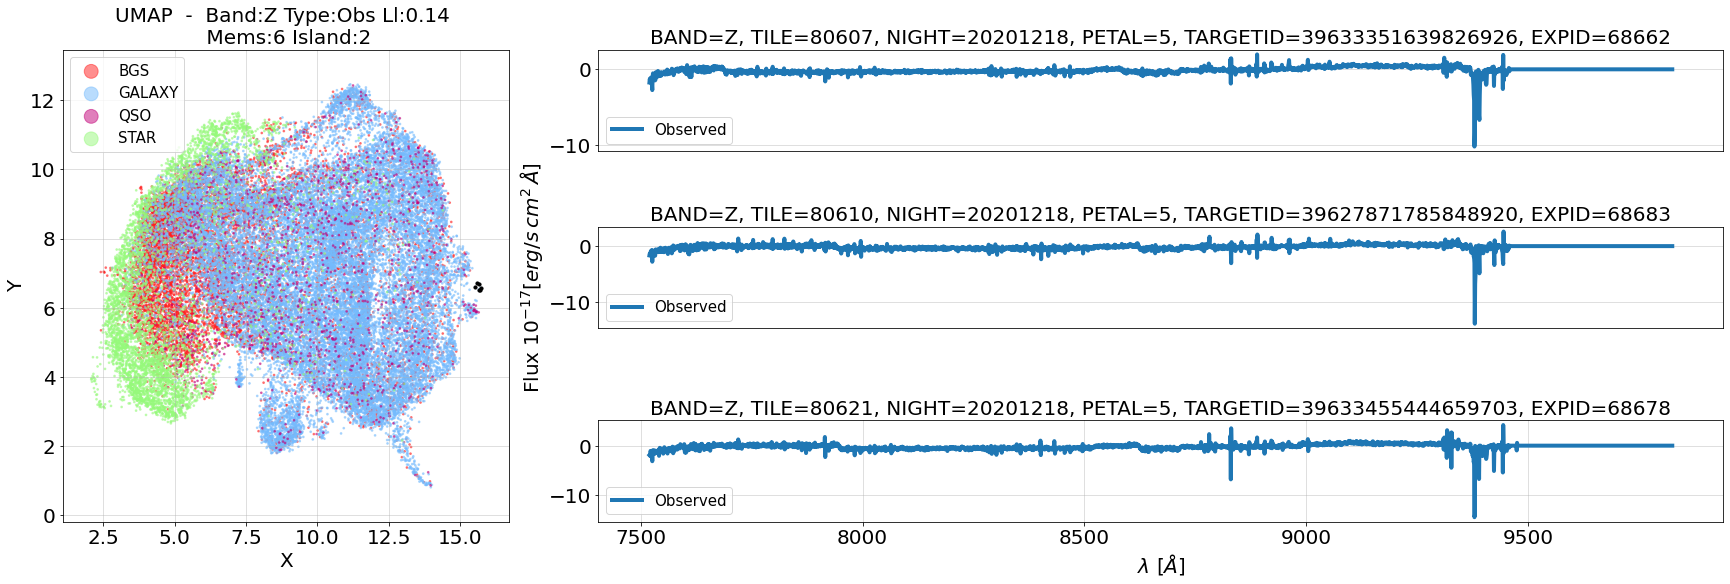 UMAP  -  Band:Z Type:Obs Ll:0.14
Mems:6 Island:2
BGS
GALAXY
QSO
STAR
12
10
8
6
4
2
0
Y
2.5 5.0 7.5 10.0 12.5 15.0
X
Flux 10^{-17}[erg/s cm^2 Å]
BAND=Z, TILE=80607, NIGHT=20201218, PETAL=5, TARGETID=39633351639826926, EXPID=68662
0
−10
Observed
BAND=Z, TILE=80610, NIGHT=20201218, PETAL=5, TARGETID=39627871785848920, EXPID=68683
0
−10
Observed
BAND=Z, TILE=80621, NIGHT=20201218, PETAL=5, TARGETID=39633455444659703, EXPID=68678
0
−10
Observed
7500 8000 8500 9000 9500
λ [Å]